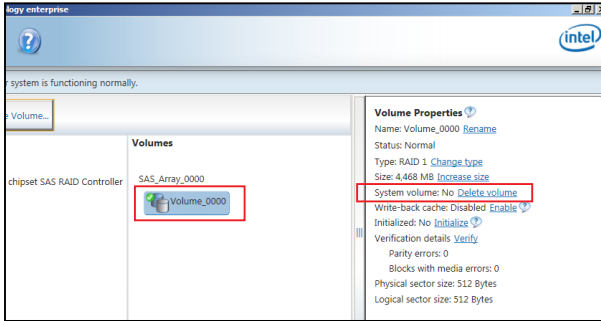 ology enterprise
intel
r system is functioning normally.
e Volume...
Volumes
chipset SAS RAID Controller
SAS_Array_0000
Volume_0000
Volume Properties
Name: Volume_0000 Rename
Status: Normal
Type: RAID 1 Change type
Size: 4,468 MB Increase size
System volume: No Delete volume
Write-back cache: Disabled Enable
Initialized: No Initialize
Verification details Verify
Parity errors: 0
Blocks with media errors: 0
Physical sector size: 512 Bytes
Logical sector size: 512 Bytes